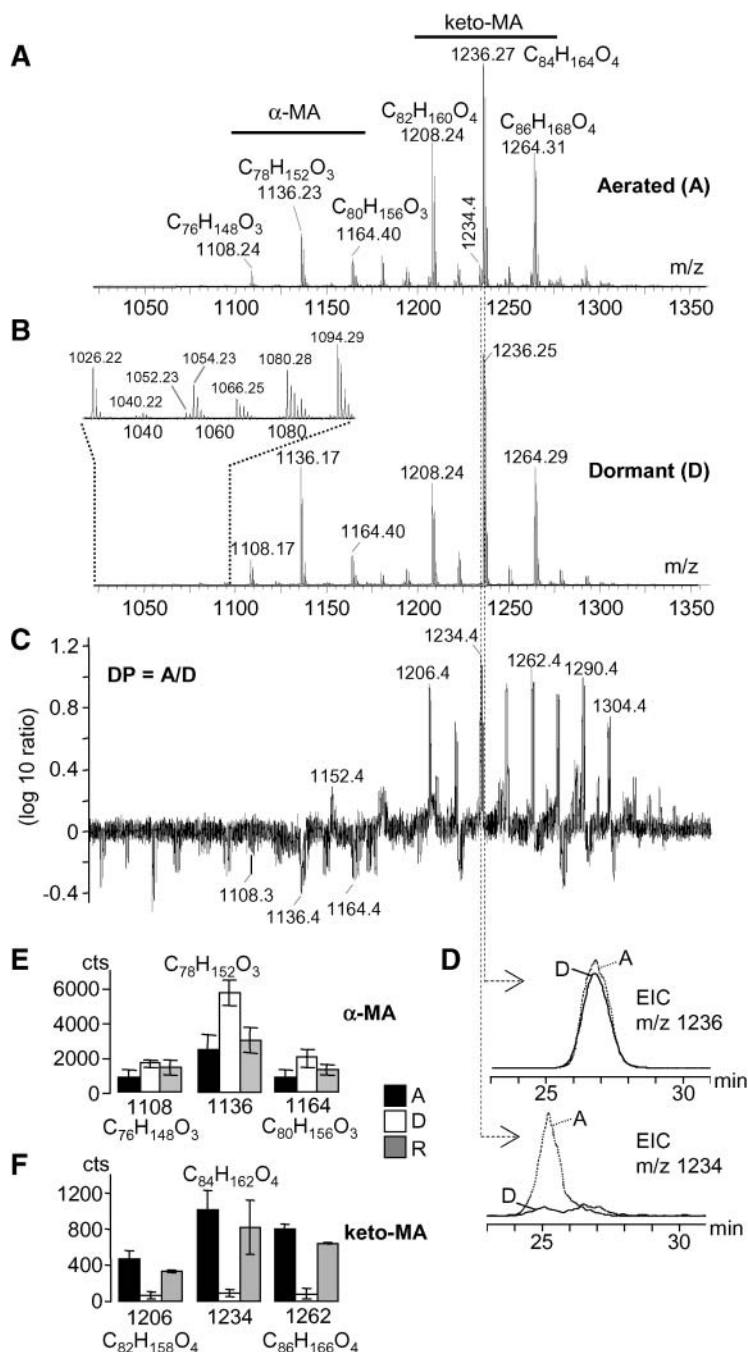 A
keto-MA
1236.27
C84H164O4
C82H160O4
1208.24
C86H168O4
1264.31
α-MA
C78H152O3
1136.23
C76H148O3
1108.24
C80H156O3
1164.40
1234.4
Aerated (A)
m/z
1050 1100 1150 1200 1250 1300 1350
B
1026.22
1040.22
1052.23
1054.23
1066.25
1080.28
1094.29
1040 1060 1080
1136.17
1108.17
1164.40
1208.24
1236.25
1264.29
Dormant (D)
1050 1100 1150 1200 1250 1300 1350
C
DP = A/D
(log 10 ratio)
1.2
0.8
0.4
0
-0.4
1108.3
1136.4
1152.4
1164.4
1206.4
1234.4
1262.4
1290.4
1304.4
D
D
A
EIC
m/z 1236
25 30 min
A
D
EIC
m/z 1234
25 30 min
E
cts
C78H152O3
α-MA
6000
4000
2000
0
1108 1136 1164
C76H148O3 C80H156O3
A
D
R
F
cts
C84H162O4
keto-MA
1200
800
400
0
1206 1234 1262
C82H158O4 C86H166O4